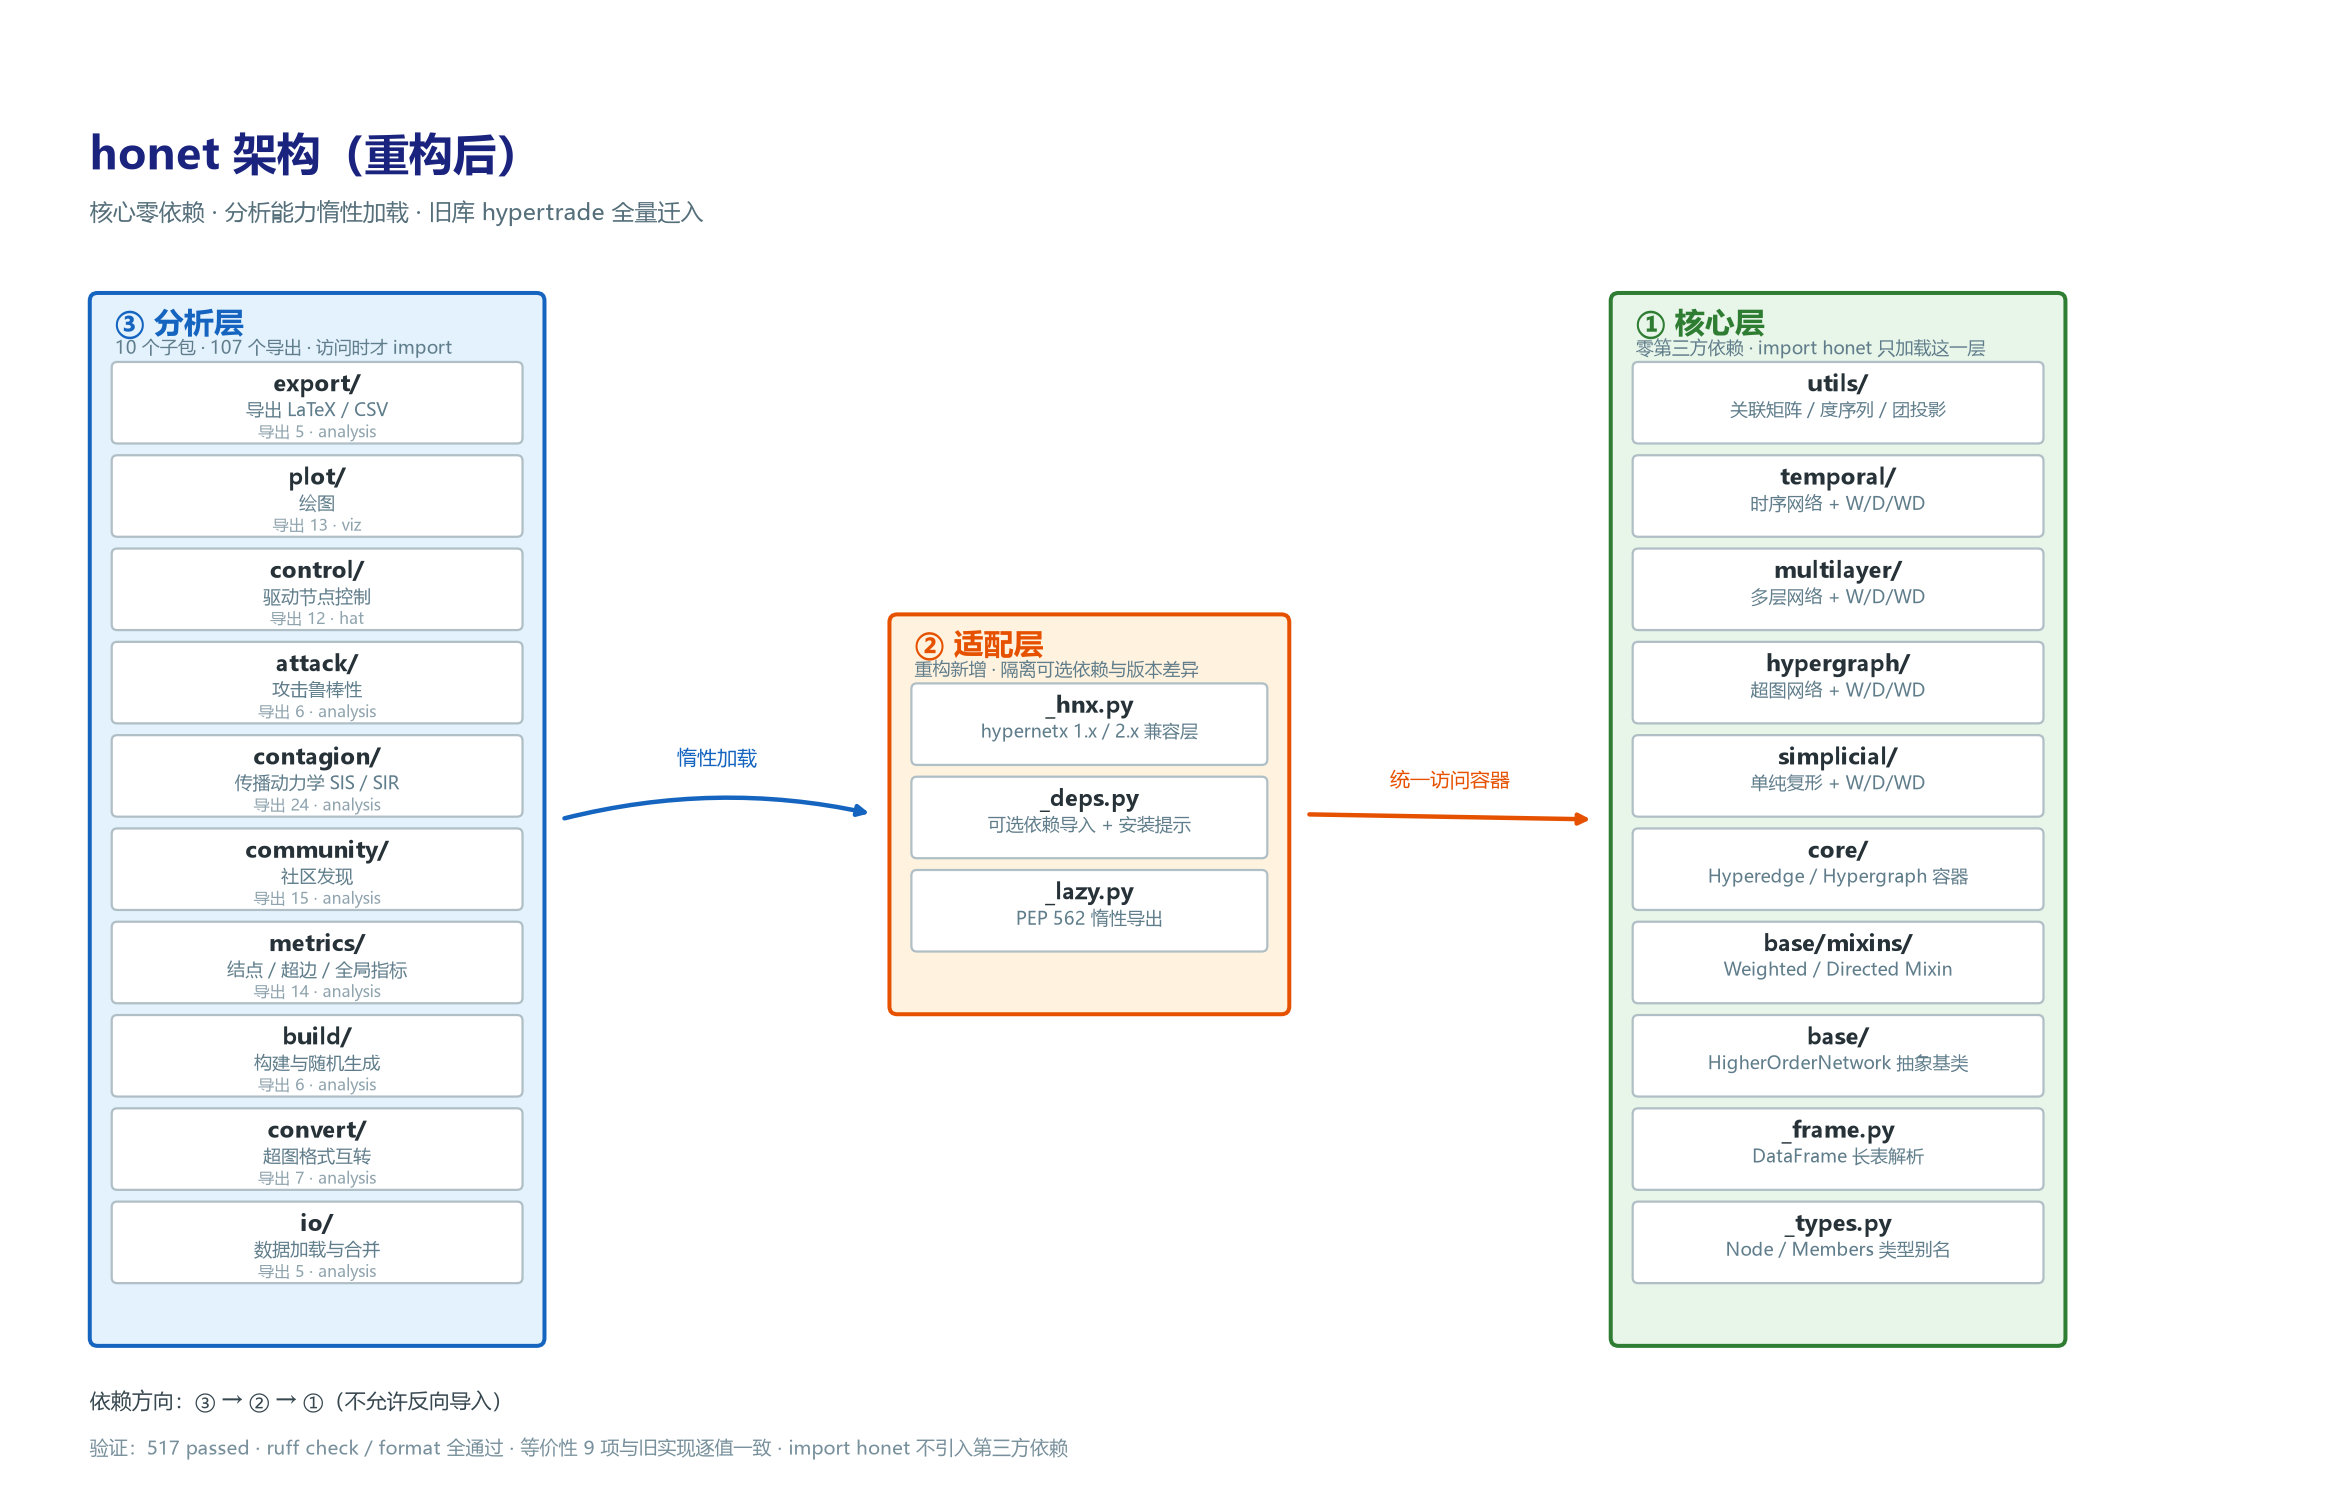 honet 架构（重构后）
核心零依赖 · 分析能力惰性加载 · 旧库 hypertrade 全量迁入
③ 分析层
10 个子包 · 107 个导出 · 访问时才 import
export/
导出 LaTeX / CSV
导出 5 · analysis
plot/
绘图
导出 13 · viz
control/
驱动节点控制
导出 12 · hat
attack/
攻击鲁棒性
导出 6 · analysis
contagion/
传播动力学 SIS / SIR
导出 24 · analysis
community/
社区发现
导出 15 · analysis
metrics/
结点 / 超边 / 全局指标
导出 14 · analysis
build/
构建与随机生成
导出 6 · analysis
convert/
超图格式互转
导出 7 · analysis
io/
数据加载与合并
导出 5 · analysis
惰性加载
② 适配层
重构新增 · 隔离可选依赖与版本差异
_hnx.py
hypernetx 1.x / 2.x 兼容层
_deps.py
可选依赖导入 + 安装提示
_lazy.py
PEP 562 惰性导出
统一访问容器
① 核心层
零第三方依赖 · import honet 只加载这一层
utils/
关联矩阵 / 度序列 / 团投影
temporal/
时序网络 + W/D/WD
multilayer/
多层网络 + W/D/WD
hypergraph/
超图网络 + W/D/WD
simplicial/
单纯复形 + W/D/WD
core/
Hyperedge / Hypergraph 容器
base/mixins/
Weighted / Directed Mixin
base/
HigherOrderNetwork 抽象基类
_frame.py
DataFrame 长表解析
_types.py
Node / Members 类型别名
依赖方向：③ → ② → ①（不允许反向导入）
验证：517 passed · ruff check / format 全通过 · 等价性 9 项与旧实现逐值一致 · import honet 不引入第三方依赖